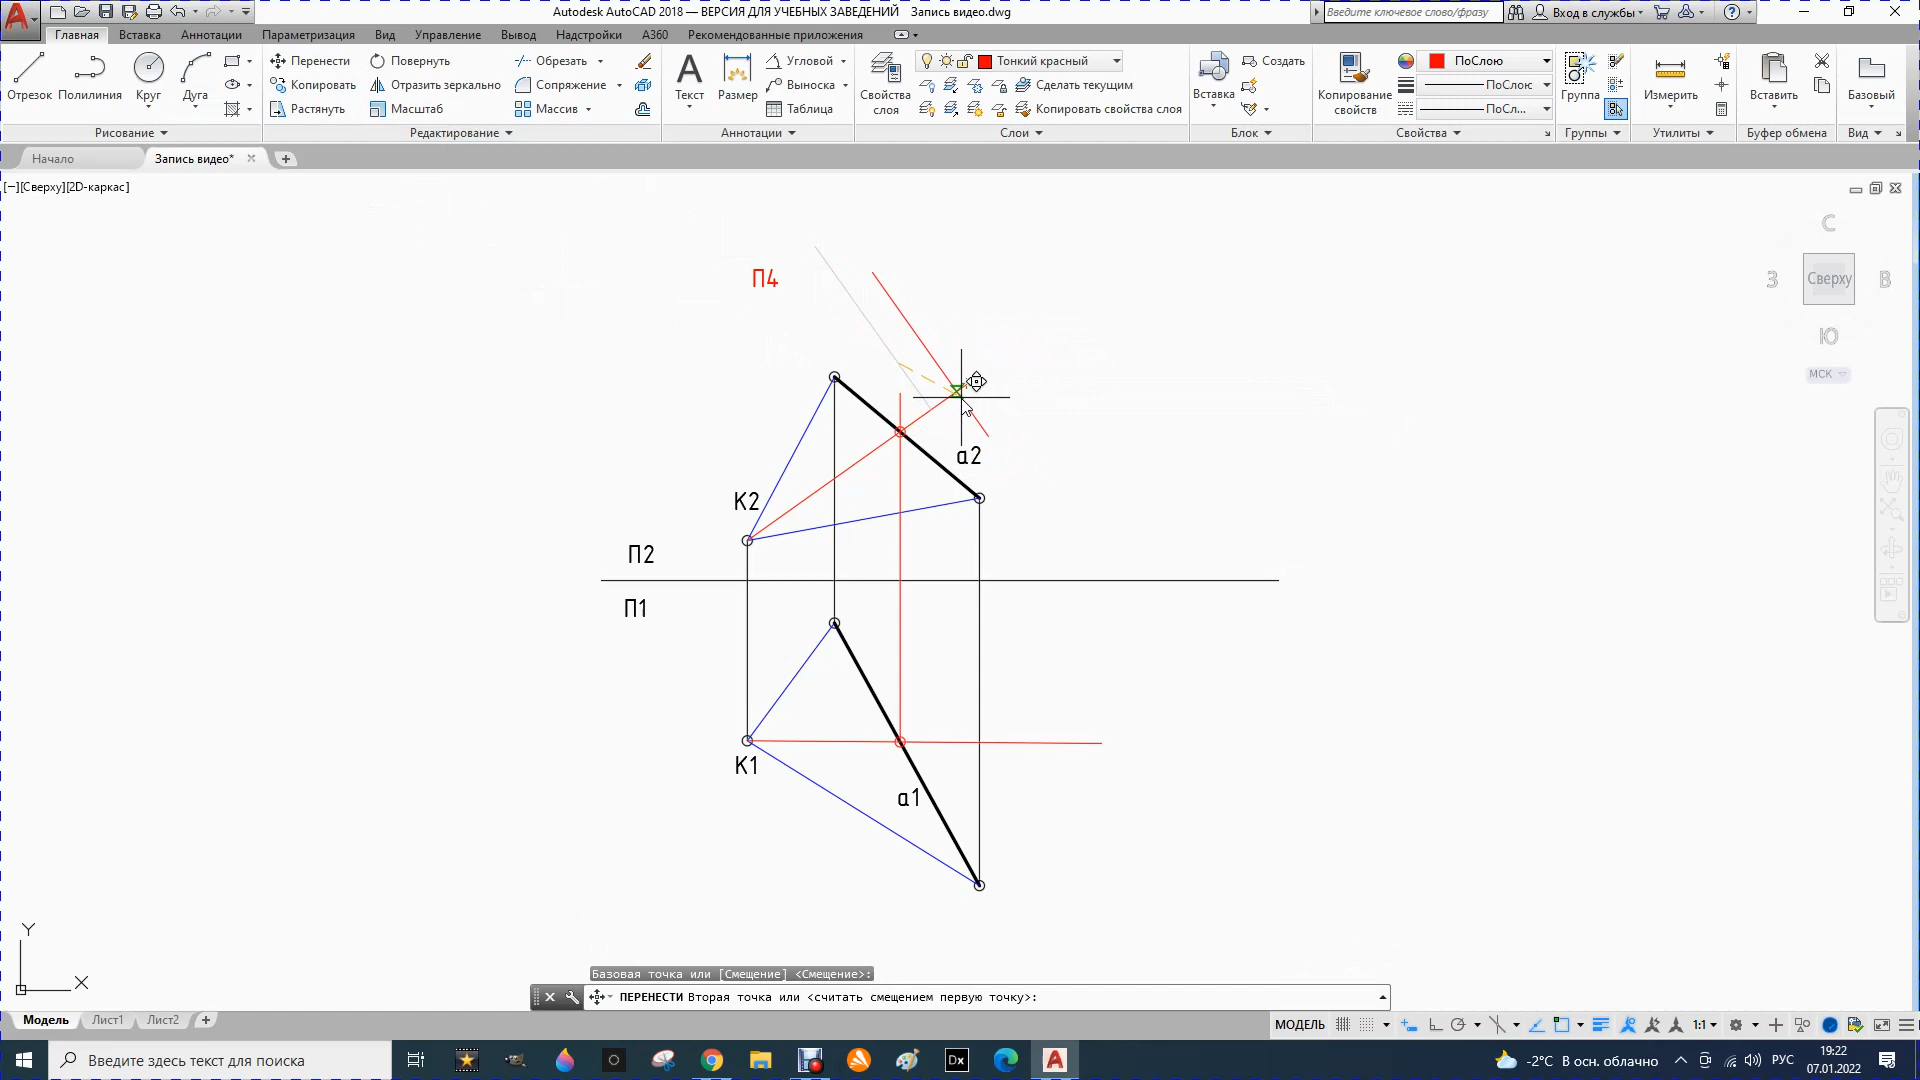 Autodesk AutoCAD 2018 — ВЕРСИЯ ДЛЯ УЧЕБНЫХ ЗАВЕДЕНИЙ Запись видео.dwg
Введите ключевое слово/фразу
Вход в службы
Главная Вставка Аннотации Параметризация Вид Управление Вывод Надстройки A360 Рекомендованные приложения
Отрезок Полилиния Круг Дуга
Рисование
Перенести Повернуть Обрезать
Копировать Отразить зеркально Сопряжение
Растянуть Масштаб Массив
Редактирование
Текст Размер
Угловой
Выноска
Таблица
Аннотации
Свойства слоя
Тонкий красный
Сделать текущим
Копировать свойства слоя
Слои
Вставка
Создать
Блок
Копирование свойств
ПоСлою
ПоСлою
ПоСл...
Свойства
Группа
Группы
Измерить
Утилиты
Вставить
Буфер обмена
Базовый
Вид
Начало Запись видео*
[−][Сверху][2D-каркас]
С
З Сверху В
Ю
МСК
П4
a2
K2
П2
П1
K1
a1
Y
X
Базовая точка или [Смещение] <Смещение>:
ПЕРЕНЕСТИ Вторая точка или <считать смещением первую точку>:
Модель Лист1 Лист2
МОДЕЛЬ 1:1
Введите здесь текст для поиска
Dx
-2°C В осн. облачно
РУС
19:22
07.01.2022